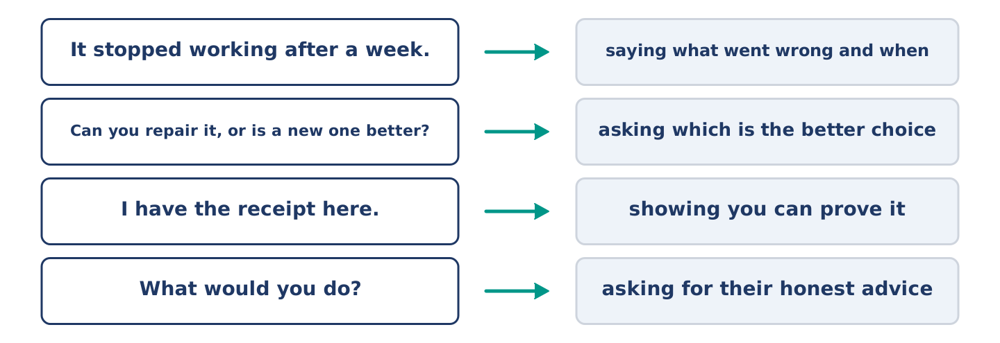 It stopped working after a week.
saying what went wrong and when
Can you repair it, or is a new one better?
asking which is the better choice
I have the receipt here.
showing you can prove it
What would you do?
asking for their honest advice